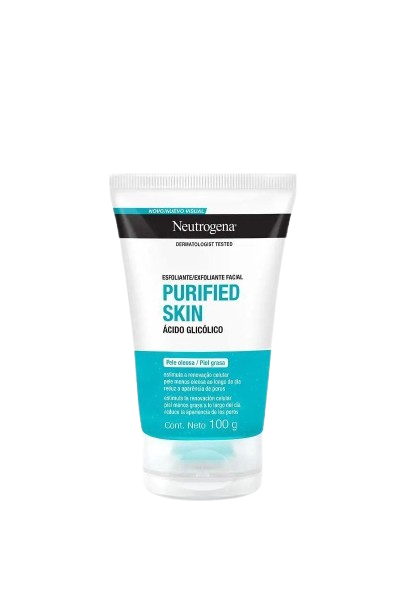 NOVO/NUEVO VISUAL
Neutrogena®
DERMATOLOGIST TESTED
ESFOLIANTE/EXFOLIANTE FACIAL
PURIFIED
SKIN
ÁCIDO GLICÓLICO
Pele oleosa / Piel grasa
estimula a renovação celular
pele menos oleosa ao longo do dia
reduz a aparência de poros
estimula la renovación celular
piel menos grasa a lo largo del día
reduce la apariencia de los poros
Cont. Neto 100 g